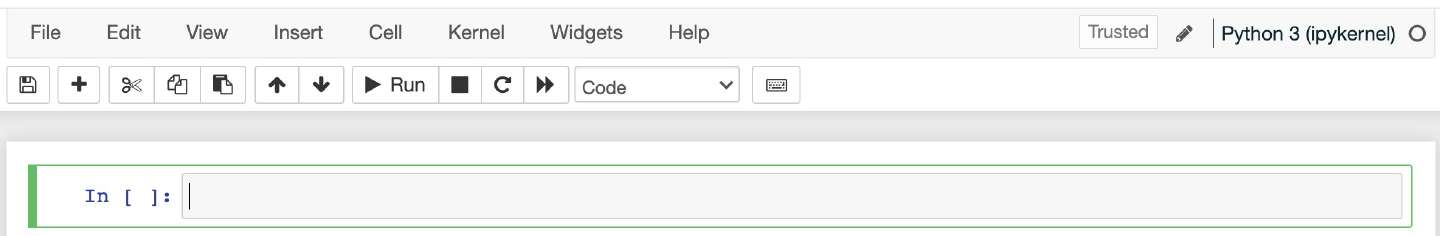 File Edit View Insert Cell Kernel Widgets Help Trusted Python 3 (ipykernel)
Run Code
In [ ]: